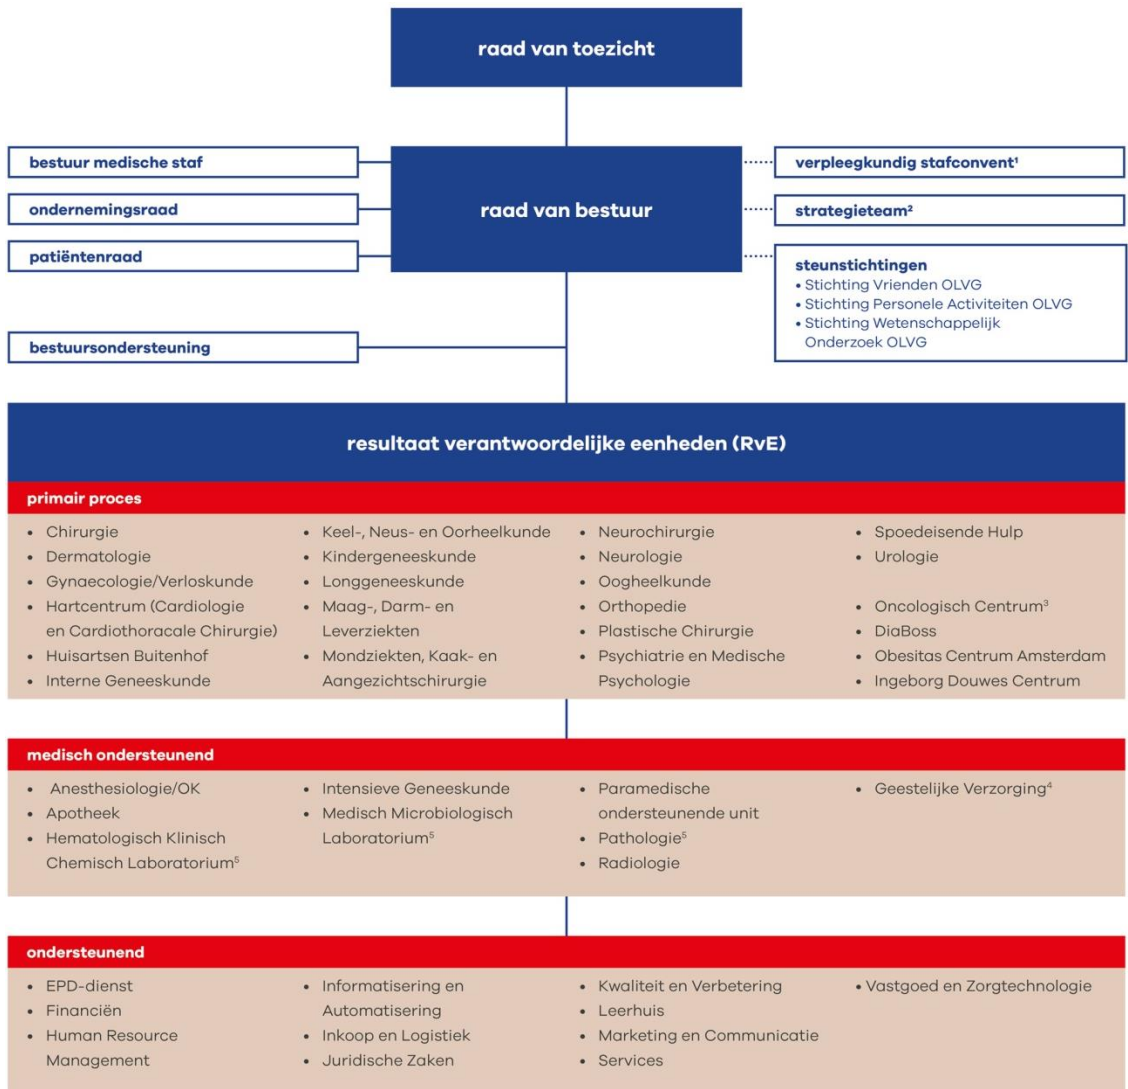 raad van toezicht
bestuur medische staf
ondernemingsraad
patiëntenraad
raad van bestuur
verpleegkundig stafconvent¹
strategieteam²
steunstichtingen
• Stichting Vrienden OLVG
• Stichting Personele Activiteiten OLVG
• Stichting Wetenschappelijk
Onderzoek OLVG
bestuursondersteuning
resultaat verantwoordelijke eenheden (RvE)
primair proces
• Chirurgie
• Dermatologie
• Gynaecologie/Verloskunde
• Hartcentrum (Cardiologie
en Cardiothoracale Chirurgie)
• Huisartsen Buitenhof
• Interne Geneeskunde
• Keel-, Neus- en Oorheelkunde
• Kindergeneeskunde
• Longgeneeskunde
• Maag-, Darm- en
Leverziekten
• Mondziekten, Kaak- en
Aangezichtschirurgie
• Neurochirurgie
• Neurologie
• Oogheelkunde
• Orthopedie
• Plastische Chirurgie
• Psychiatrie en Medische
Psychologie
• Spoedeisende Hulp
• Urologie
• Oncologisch Centrum³
• DiaBoss
• Obesitas Centrum Amsterdam
• Ingeborg Douwes Centrum
medisch ondersteunend
• Anesthesiologie/OK
• Apotheek
• Hematologisch Klinisch
Chemisch Laboratorium⁵
• Intensieve Geneeskunde
• Medisch Microbiologisch
Laboratorium⁵
• Paramedische
ondersteunende unit
• Pathologie⁵
• Radiologie
• Geestelijke Verzorging⁴
ondersteunend
• EPD-dienst
• Financiën
• Human Resource
Management
• Informatisering en
Automatisering
• Inkoop en Logistiek
• Juridische Zaken
• Kwaliteit en Verbetering
• Leerhuis
• Marketing en Communicatie
• Services
• Vastgoed en Zorgtechnologie